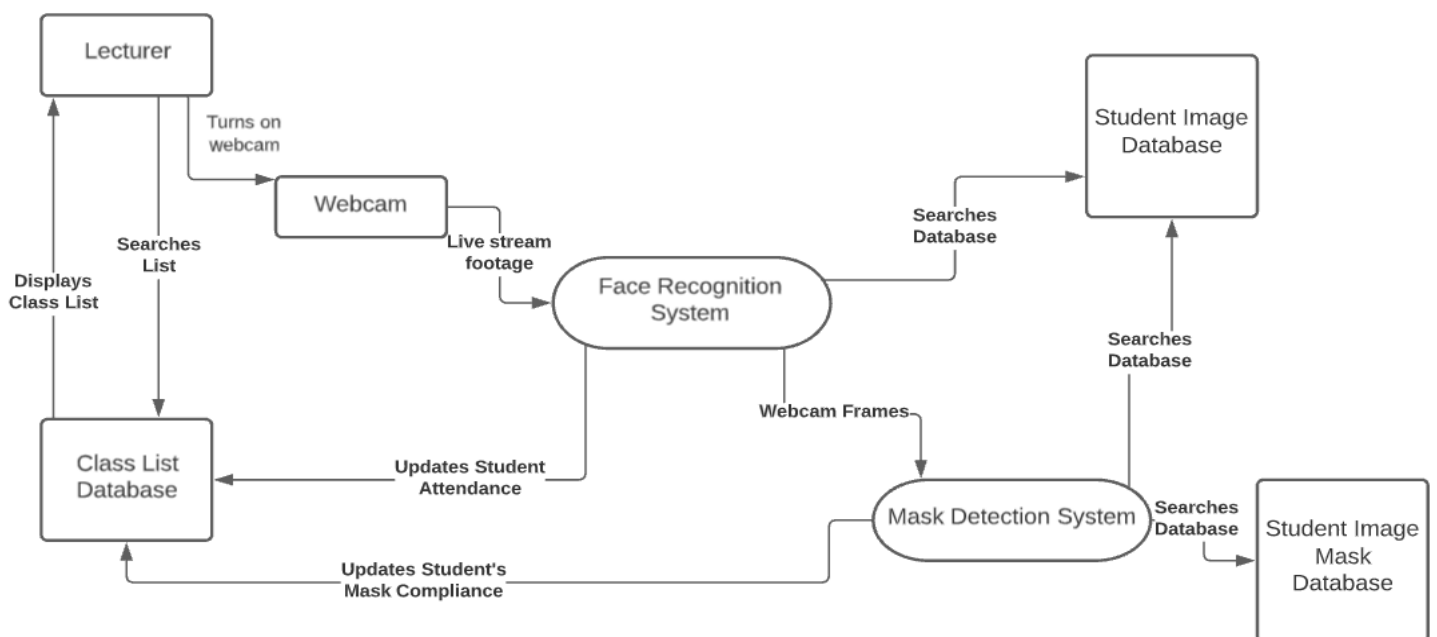 Lecturer
Turns on
webcam
Student Image
Database
Webcam
Searches
Database
Searches
List
Live stream
footage
Displays
Class List
Face Recognition
System
Searches
Database
Webcam Frames
Class List
Database
Updates Student
Attendance
Mask Detection System
Searches
Database
Student Image
Mask
Database
Updates Student's
Mask Compliance